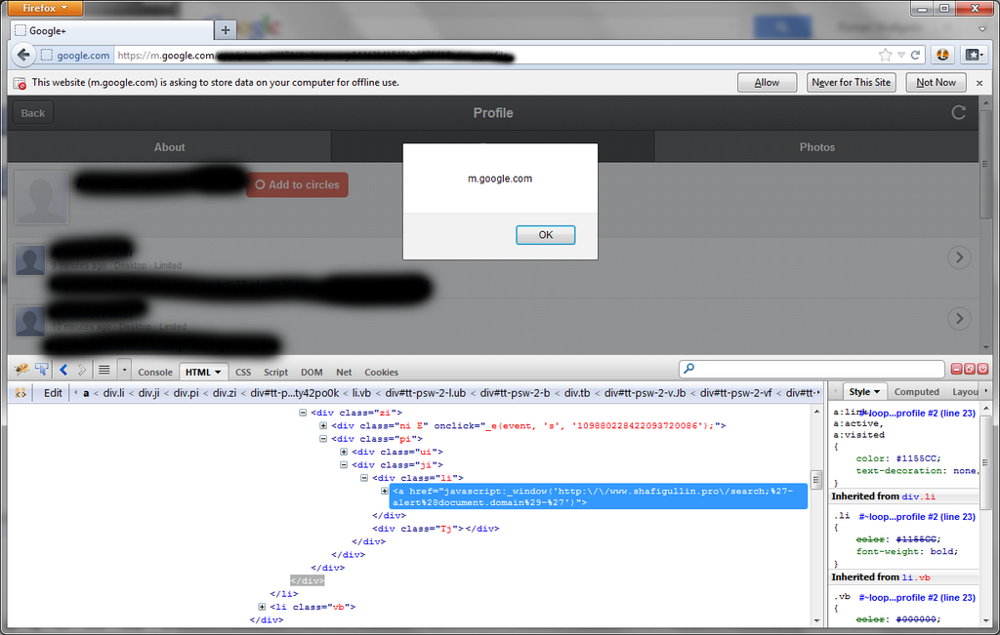 Firefox
Google+
google.com
https://m.google.com/
This website (m.google.com) is asking to store data on your computer for offline use.
Allow
Never for This Site
Not Now
Back
Profile
About
Photos
Add to circles
m.google.com
OK
9 minutes ago · Desktop · Limited
10 minutes ago · Desktop · Limited
Console
HTML
CSS
Script
DOM
Net
Cookies
Edit
a < div.li < div.ji < div.pi < div.zi < div#tt-p...ty42po0k < li.vb < div#tt-psw-2-l.ub < div#tt-psw-2-b < div.tb < div#tt-psw-2-v.Jb < div#tt-psw-2-vf < div#tt-
Style
Computed
Layou
<div class="zi">
<div class="ni E" onclick="_e(event, 's', '109880228422093720086');">
<div class="pi">
<div class="ui">
<div class="ji">
<div class="li">
<a href="javascript:_window('http:\/\/www.shafigullin.pro\/search;%27-
alert%28document.domain%29-%27')">
</div>
<div class="Tj"></div>
</div>
</div>
</div>
</div>
</li>
<li class="vb">
</div>
a:link,
#~loop...profile #2 (line 23)
a:active,
a:visited
{
color: #1155CC;
text-decoration: none,
}
Inherited from div.li
.li
#~loop...profile #2 (line 23)
{
color: #1155CC;
font-weight: bold;
}
Inherited from li.vb
.vb
#~loop...profile #2 (line 23)
{
color: #000000;